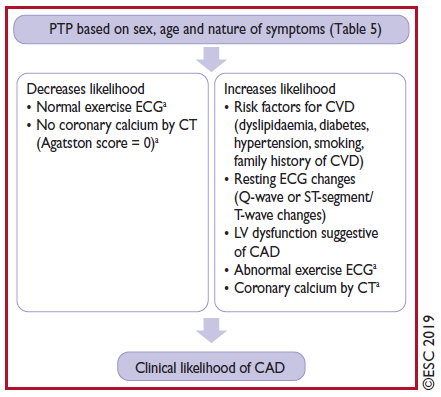 PTP based on sex, age and nature of symptoms (Table 5)
Decreases likelihood
• Normal exercise ECGᵃ
• No coronary calcium by CT
(Agatston score = 0)ᵃ
Increases likelihood
• Risk factors for CVD
(dyslipidaemia, diabetes,
hypertension, smoking,
family history of CVD)
• Resting ECG changes
(Q-wave or ST-segment/
T-wave changes)
• LV dysfunction suggestive
of CAD
• Abnormal exercise ECGᵃ
• Coronary calcium by CTᵃ
Clinical likelihood of CAD
©ESC 2019